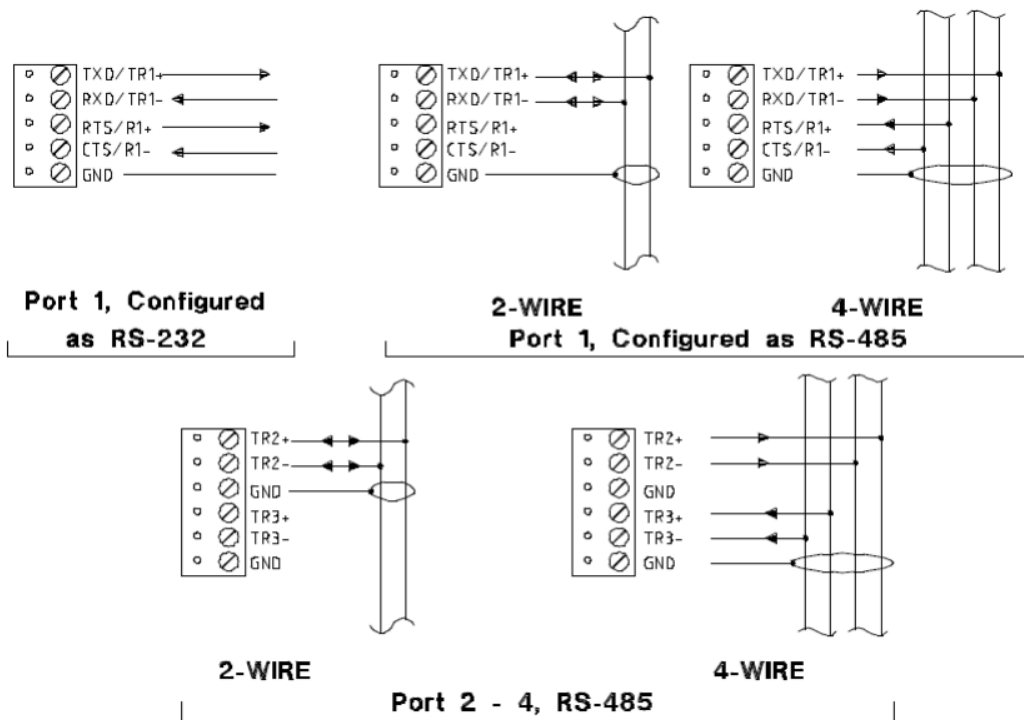 TXD/TR1+
RXD/TR1-
RTS/R1+
CTS/R1-
GND
Port 1, Configured
as RS-232
TXD/TR1+
RXD/TR1-
RTS/R1+
CTS/R1-
GND
2-WIRE
TXD/TR1+
RXD/TR1-
RTS/R1+
CTS/R1-
GND
4-WIRE
Port 1, Configured as RS-485
TR2+
TR2-
GND
TR3+
TR3-
GND
2-WIRE
TR2+
TR2-
GND
TR3+
TR3-
GND
4-WIRE
Port 2 - 4, RS-485